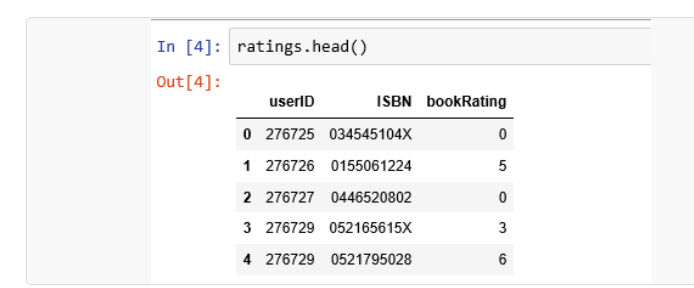 In [4]: ratings.head()
Out[4]:
userID ISBN bookRating
0 276725 034545104X 0
1 276726 0155061224 5
2 276727 0446520802 0
3 276729 052165615X 3
4 276729 0521795028 6